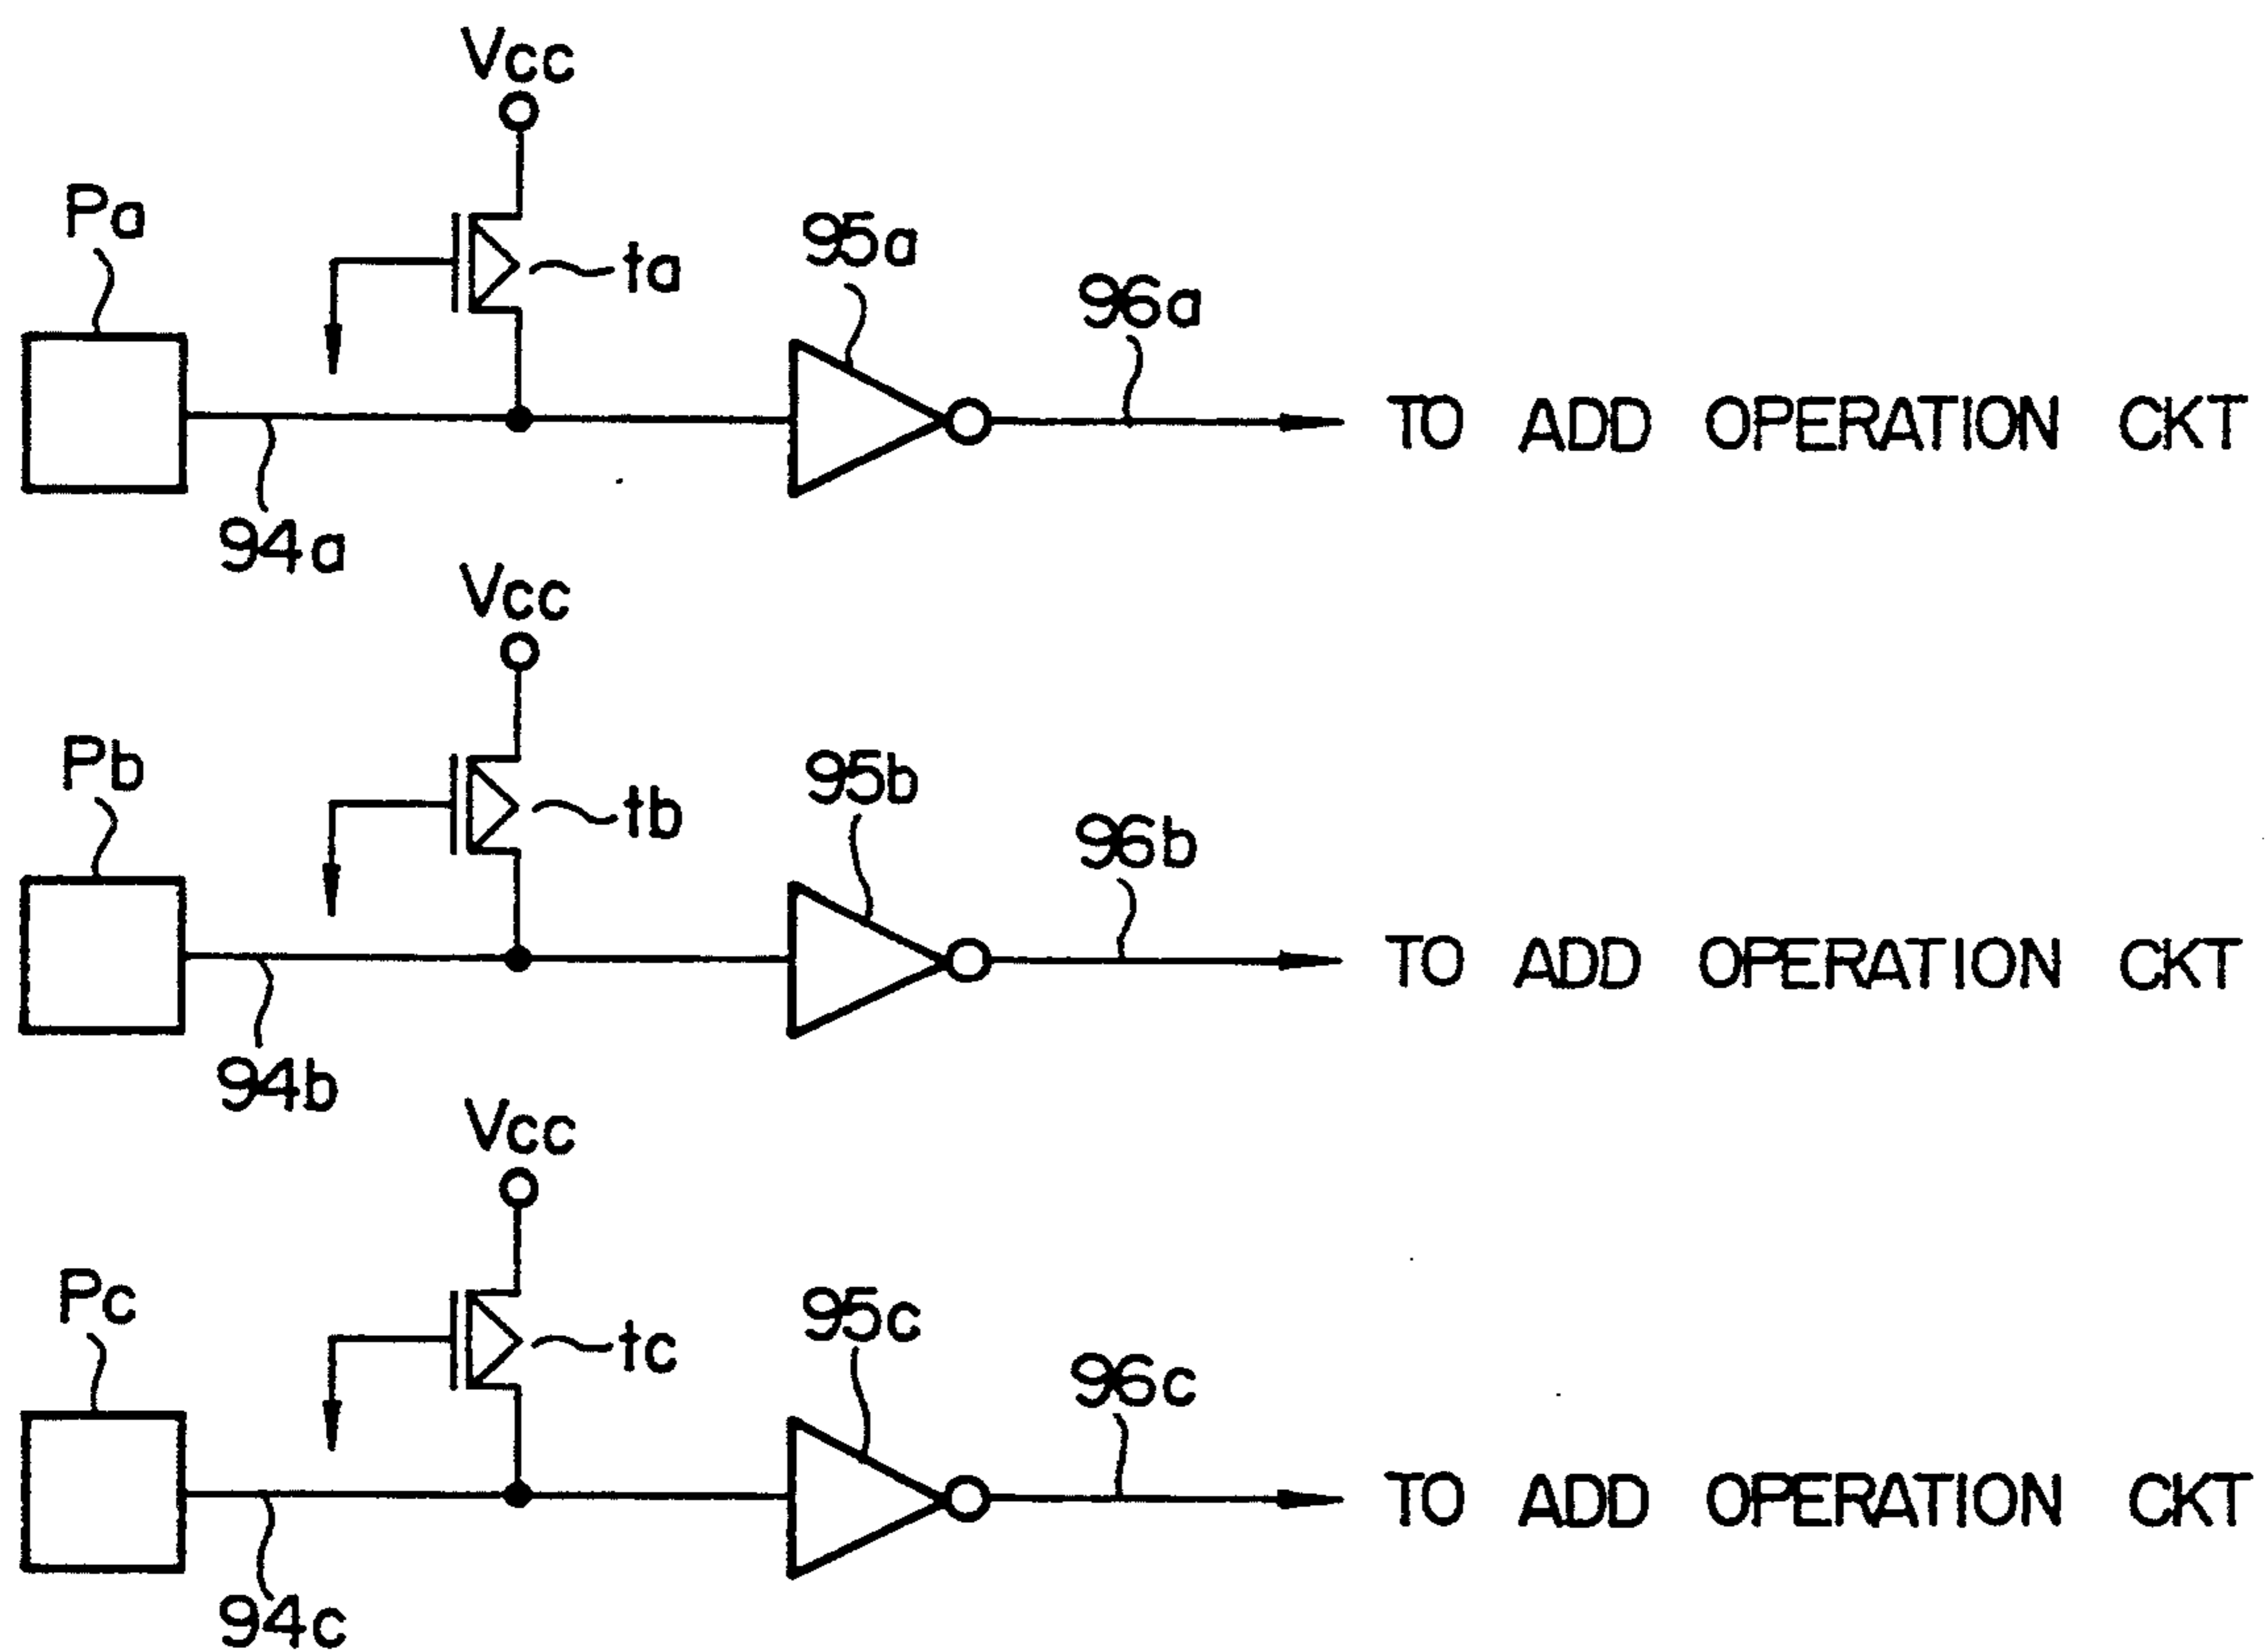 Vcc
Pa
ta
95a
96a
TO ADD OPERATION CKT
94a
Vcc
Pb
tb
95b
96b
TO ADD OPERATION CKT
94b
Vcc
Pc
tc
95c
96c
TO ADD OPERATION CKT
94c